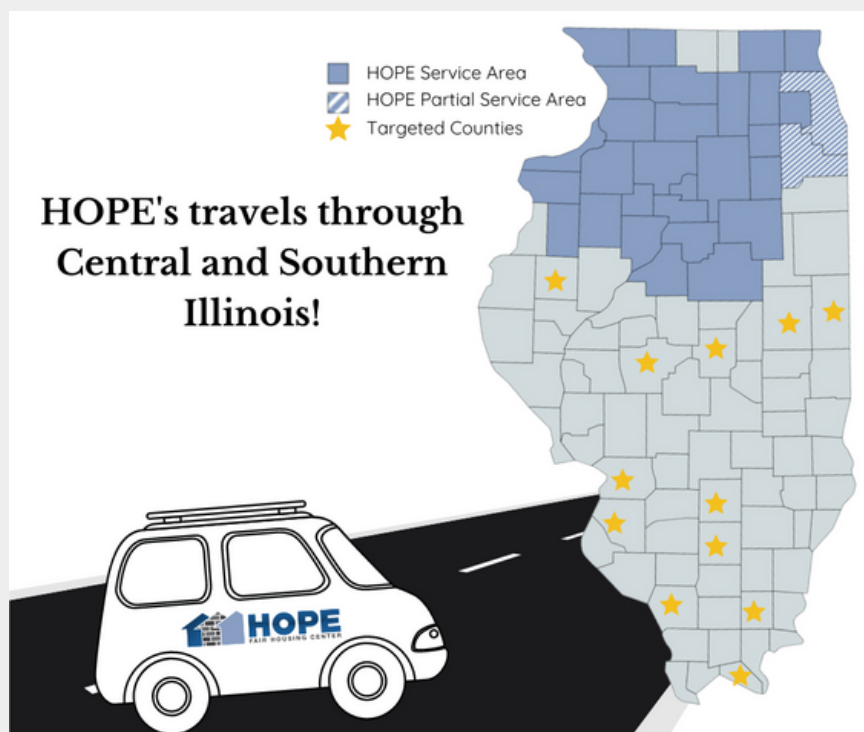 HOPE Service Area
HOPE Partial Service Area
Targeted Counties
HOPE's travels through
Central and Southern
Illinois!
HOPE
FAIR HOUSING CENTER